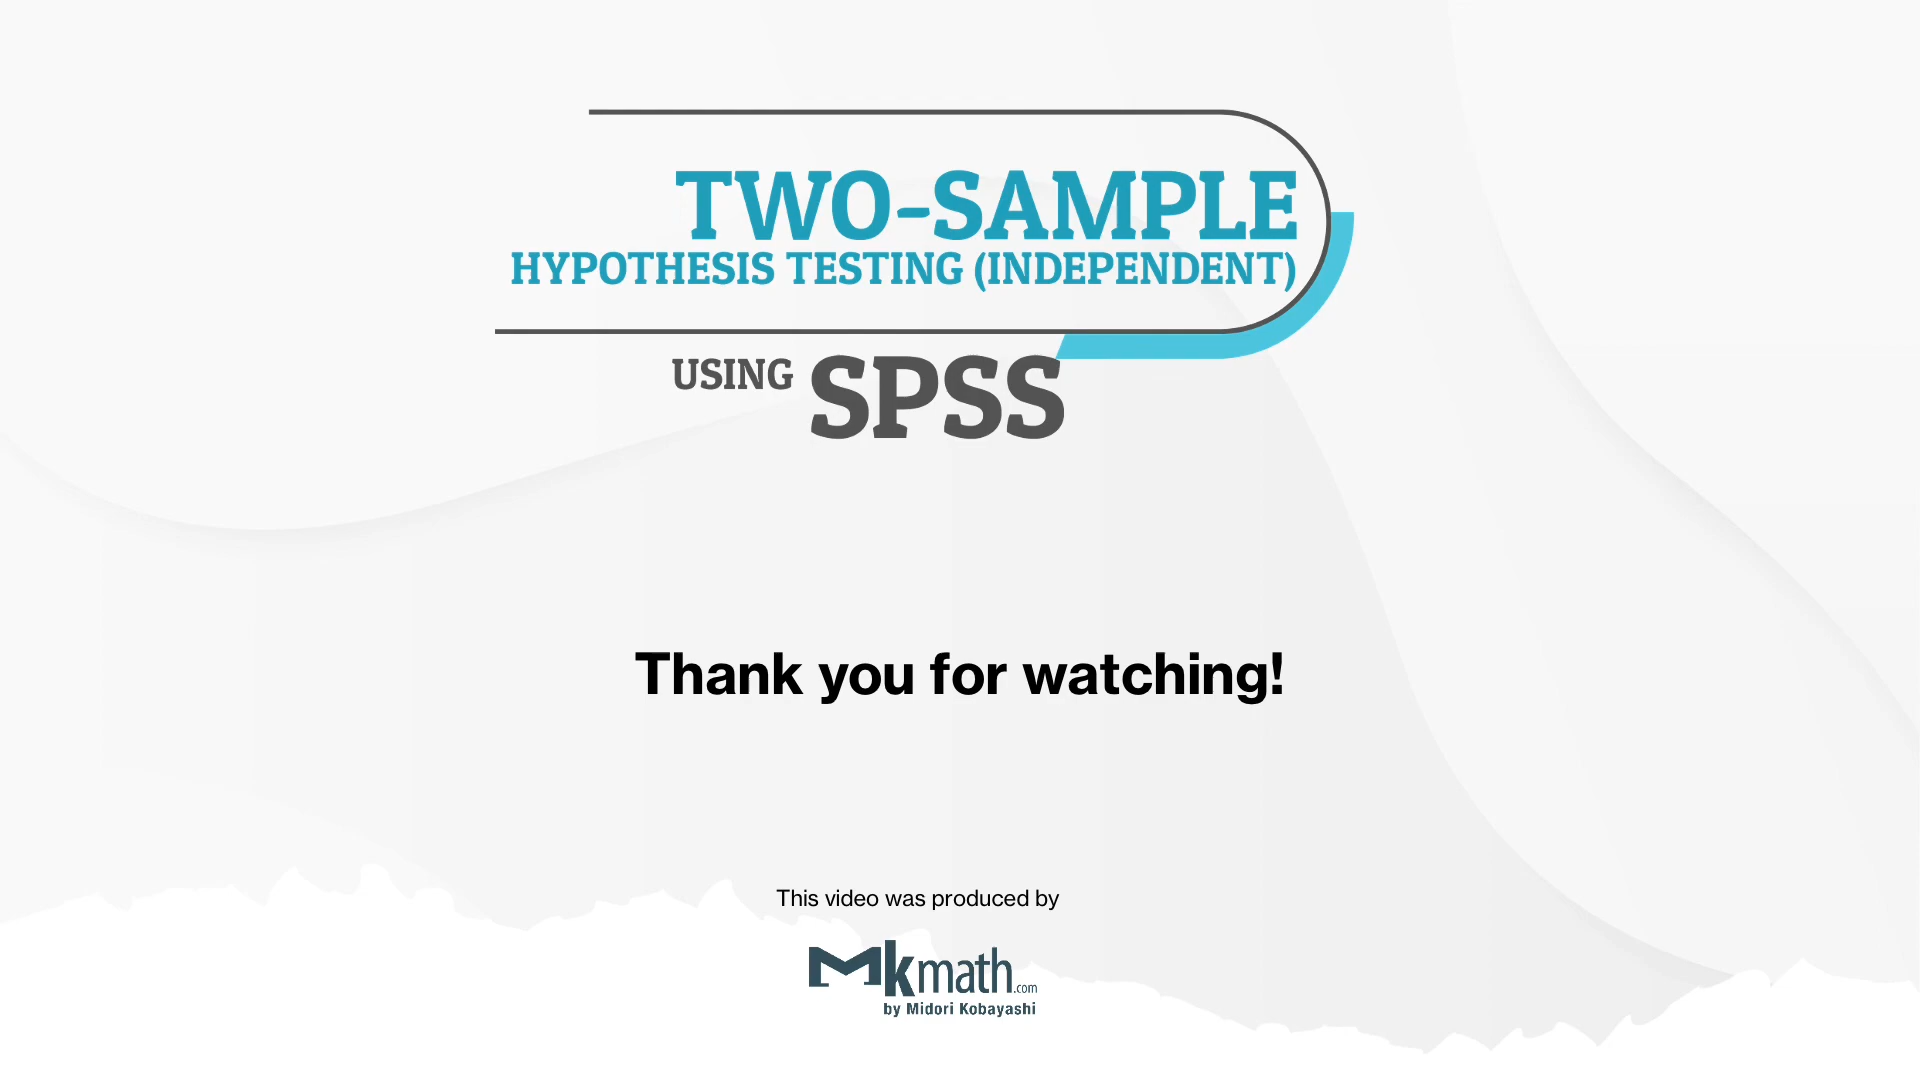 TWO-SAMPLE
HYPOTHESIS TESTING (INDEPENDENT)
USING SPSS
Thank you for watching!
This video was produced by
Mkmath.com
by Midori Kobayashi